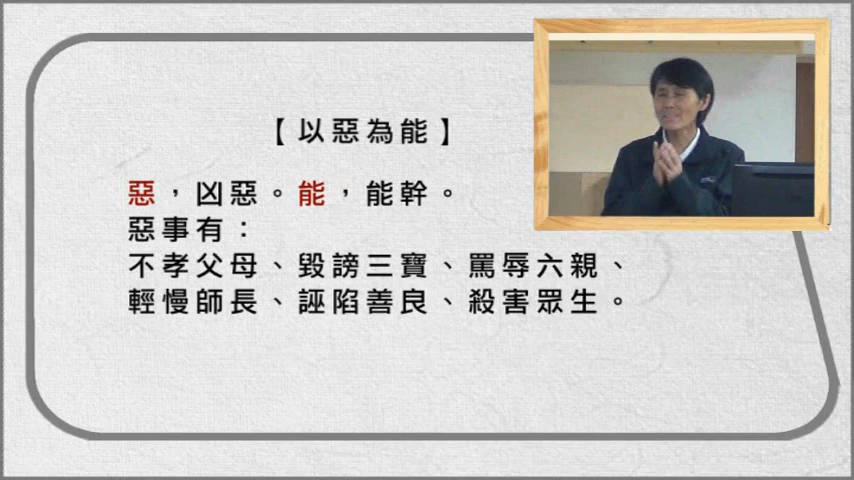 【以惡為能】
惡，凶惡。能，能幹。
惡事有：
不孝父母、毀謗三寶、罵辱六親、
輕慢師長、誣陷善良、殺害眾生。